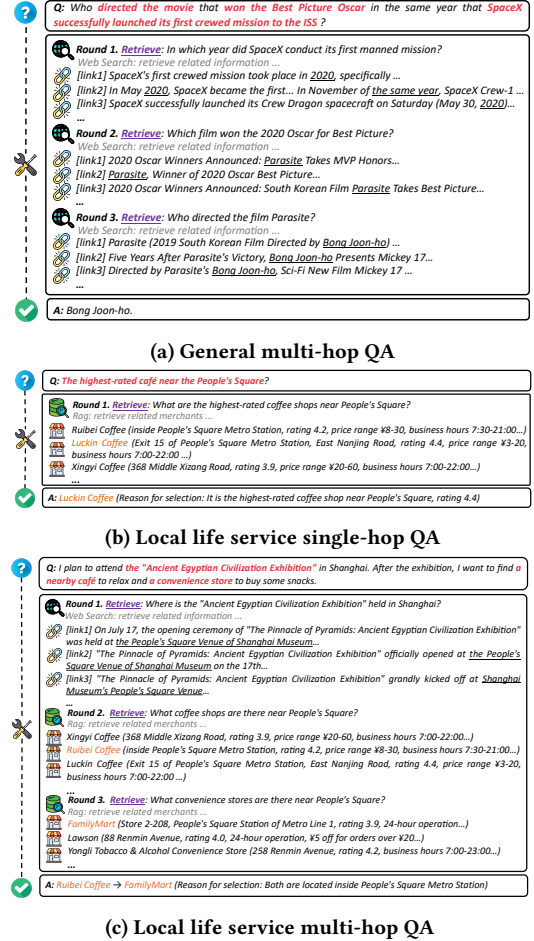 Q: Who directed the movie that won the Best Picture Oscar in the same year that SpaceX
successfully launched its first crewed mission to the ISS ?
Round 1. Retrieve: In which year did SpaceX conduct its first manned mission?
Web Search: retrieve related information ...
[link1] SpaceX's first crewed mission took place in 2020, specifically ...
[link2] In May 2020, SpaceX became the first... In November of the same year, SpaceX Crew-1 ...
[link3] SpaceX successfully launched its Crew Dragon spacecraft on Saturday (May 30, 2020)...
...
Round 2. Retrieve: Which film won the 2020 Oscar for Best Picture?
Web Search: retrieve related information ...
[link1] 2020 Oscar Winners Announced: Parasite Takes MVP Honors...
[link2] Parasite, Winner of 2020 Oscar Best Picture...
[link3] 2020 Oscar Winners Announced: South Korean Film Parasite Takes Best Picture...
...
Round 3. Retrieve: Who directed the film Parasite?
Web Search: retrieve related information ...
[link1] Parasite (2019 South Korean Film Directed by Bong Joon-ho) ...
[link2] Five Years After Parasite's Victory, Bong Joon-ho Presents Mickey 17...
[link3] Directed by Parasite's Bong Joon-ho, Sci-Fi New Film Mickey 17 ...
...
A: Bong Joon-ho.
(a) General multi-hop QA
Q: The highest-rated café near the People's Square?
Round 1. Retrieve: What are the highest-rated coffee shops near People's Square?
Rag: retrieve related merchants ...
Ruibei Coffee (inside People's Square Metro Station, rating 4.2, price range ¥8-30, business hours 7:30-21:00...)
Luckin Coffee (Exit 15 of People's Square Metro Station, East Nanjing Road, rating 4.4, price range ¥3-20,
business hours 7:00-22:00 ...)
Xingyi Coffee (368 Middle Xizang Road, rating 3.9, price range ¥20-60, business hours 7:00-22:00...)
...
A: Luckin Coffee (Reason for selection: It is the highest-rated coffee shop near People's Square, rating 4.4)
(b) Local life service single-hop QA
Q: I plan to attend the "Ancient Egyptian Civilization Exhibition" in Shanghai. After the exhibition, I want to find a
nearby café to relax and a convenience store to buy some snacks.
Round 1. Retrieve: Where is the "Ancient Egyptian Civilization Exhibition" held in Shanghai?
Web Search: retrieve related information ...
[link1] On July 17, the opening ceremony of "The Pinnacle of Pyramids: Ancient Egyptian Civilization Exhibition"
was held at the People's Square Venue of Shanghai Museum...
[link2] "The Pinnacle of Pyramids: Ancient Egyptian Civilization Exhibition" officially opened at the People's
Square Venue of Shanghai Museum on the 17th...
[link3] "The Pinnacle of Pyramids: Ancient Egyptian Civilization Exhibition" grandly kicked off at Shanghai
Museum's People's Square Venue...
...
Round 2. Retrieve: What coffee shops are there near People's Square?
Rag: retrieve related merchants ...
Xingyi Coffee (368 Middle Xizang Road, rating 3.9, price range ¥20-60, business hours 7:00-22:00...)
Ruibei Coffee (inside People's Square Metro Station, rating 4.2, price range ¥8-30, business hours 7:30-21:00...)
Luckin Coffee (Exit 15 of People's Square Metro Station, East Nanjing Road, rating 4.4, price range ¥3-20,
business hours 7:00-22:00 ...)
...
Round 3. Retrieve: What convenience stores are there near People's Square?
Rag: retrieve related merchants ...
FamilyMart (Store 2-208, People's Square Station of Metro Line 1, rating 3.9, 24-hour operation...)
Lawson (88 Renmin Avenue, rating 4.0, 24-hour operation, ¥5 off for orders over ¥20...)
Yongli Tobacco & Alcohol Convenience Store (258 Renmin Avenue, rating 4.2, business hours 7:00-23:00...)
...
A: Ruibei Coffee → FamilyMart (Reason for selection: Both are located inside People's Square Metro Station)
(c) Local life service multi-hop QA